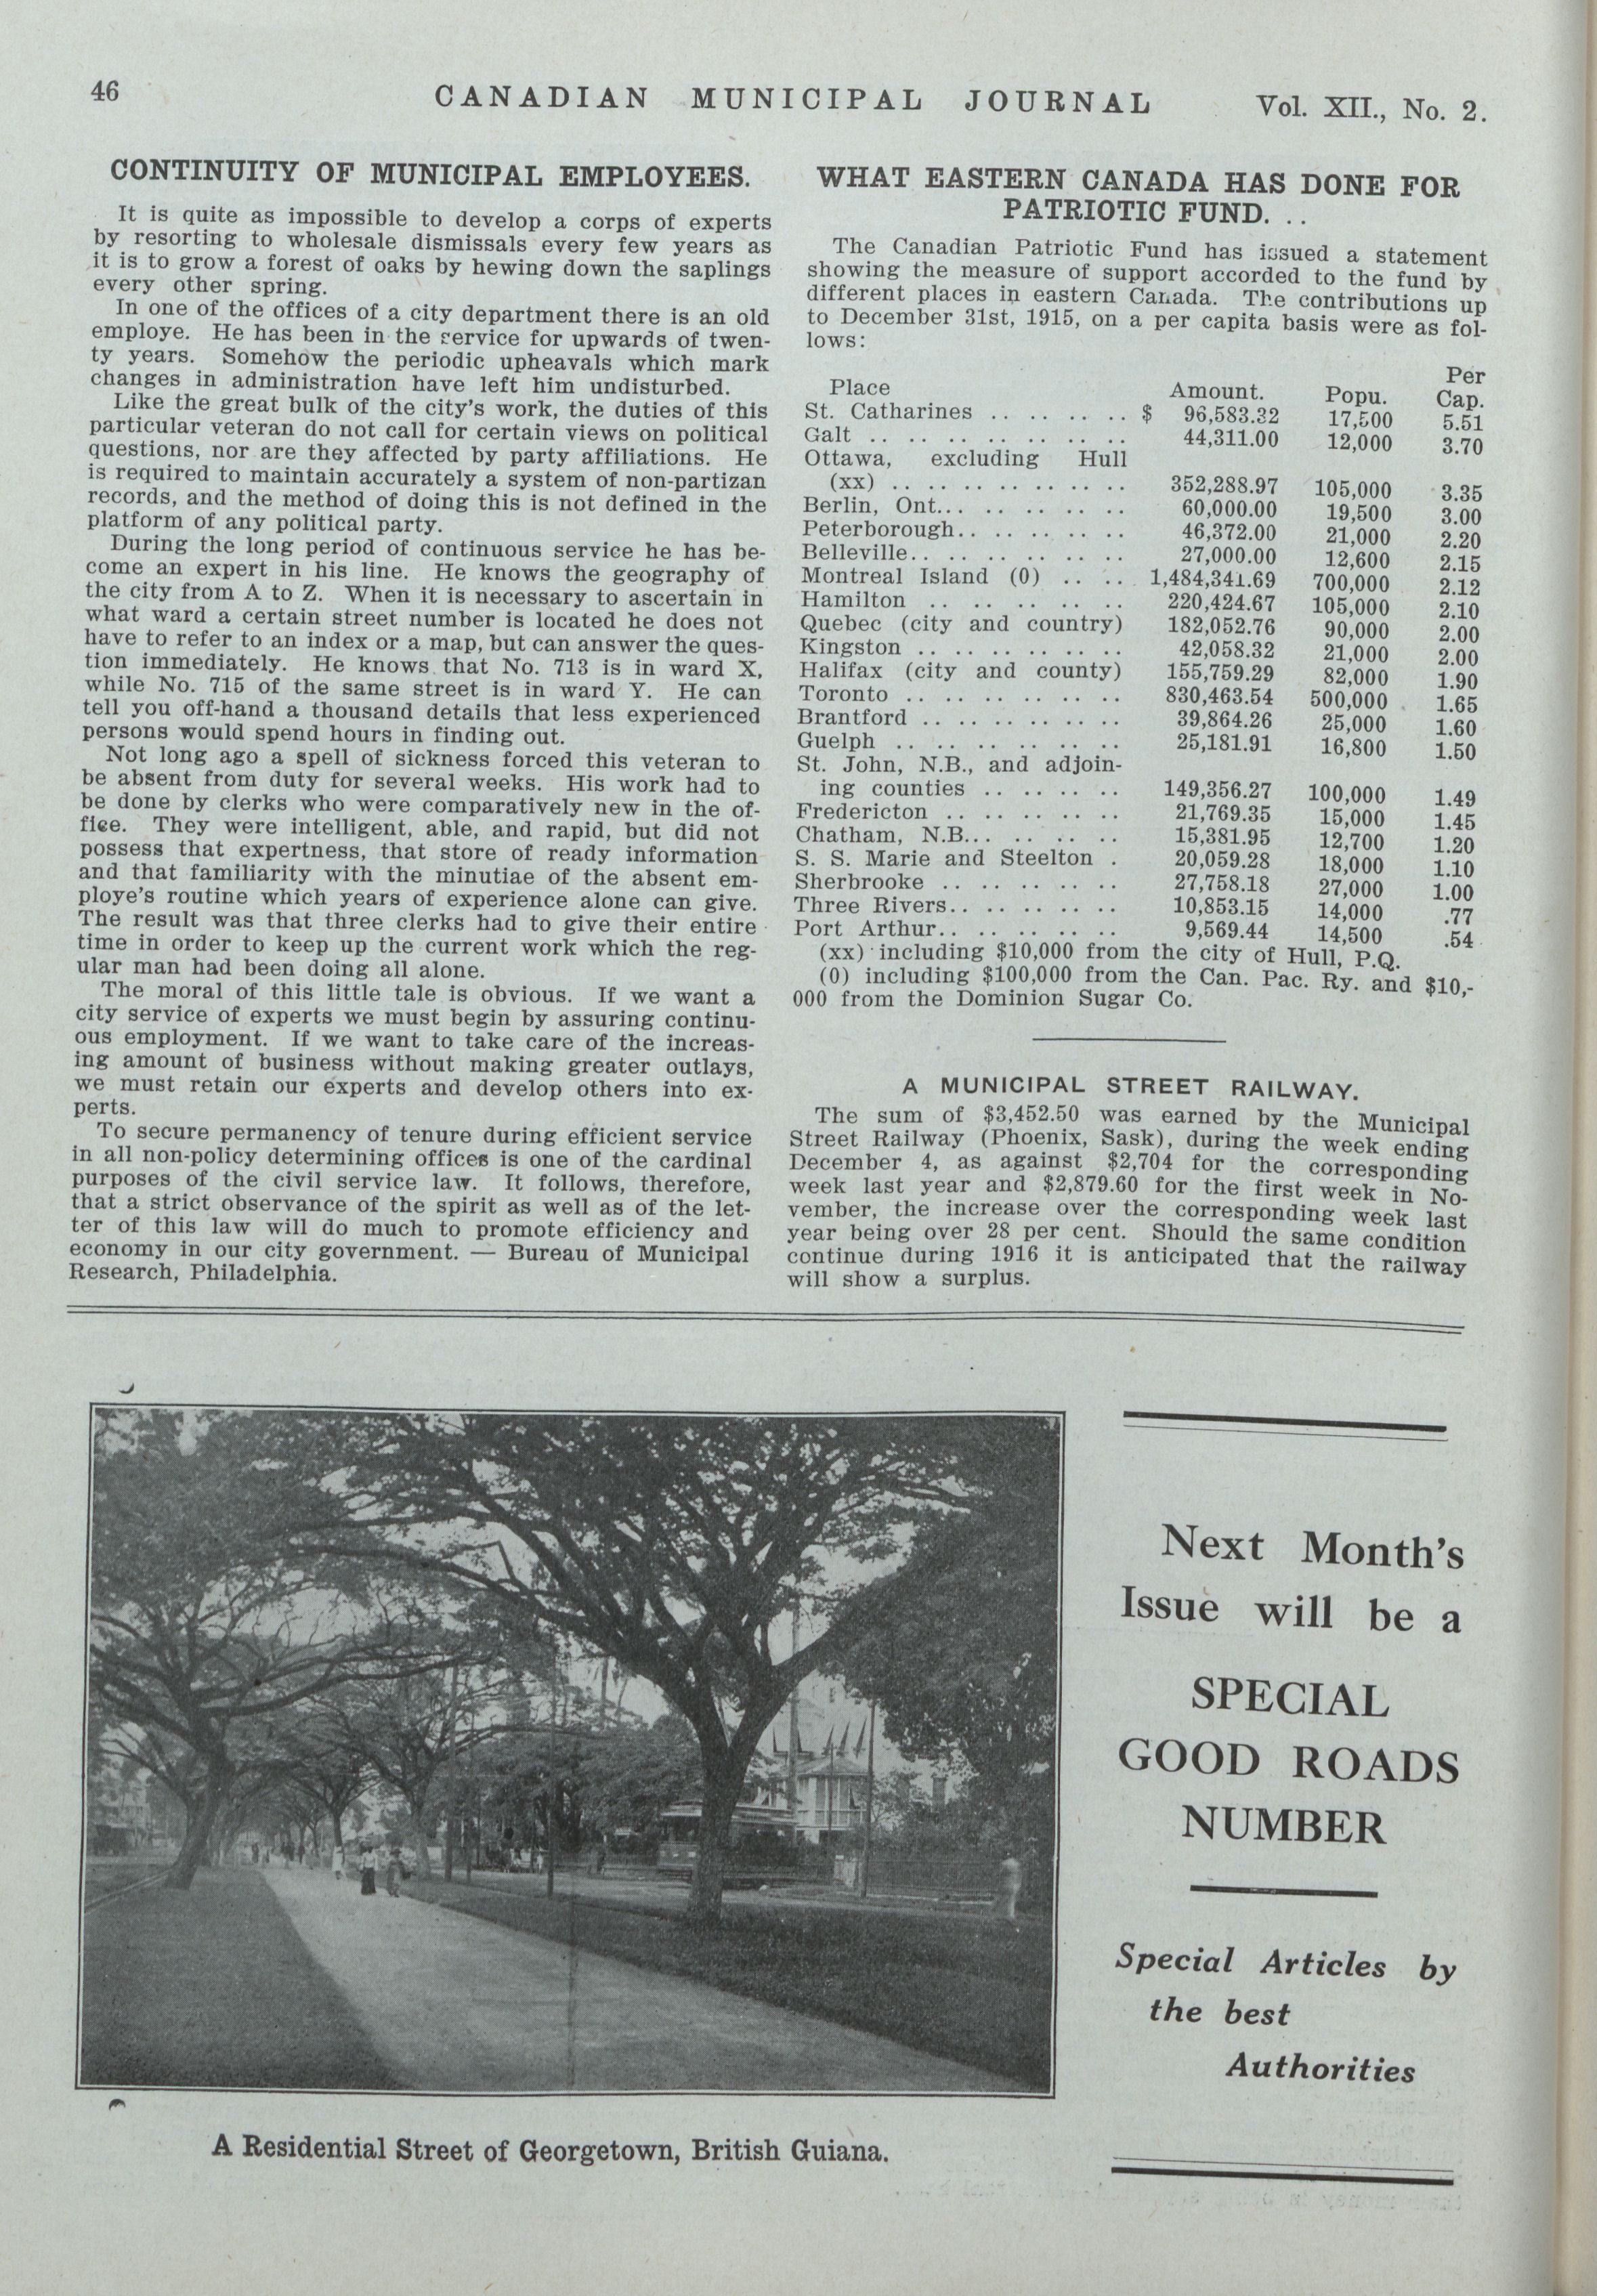 46
CANADIAN MUNICIPAL JOURNAL
Vol. XII., No. 2.
CONTINUITY OF MUNICIPAL EMPLOYEES.
It is quite as impossible to develop a corps of experts
by resorting to wholesale dismissals every few years as
it is to grow a forest of oaks by hewing down the saplings
every other spring.
In one of the offices of a city department there is an old
employe. He has been in the service for upwards of twen-
ty years. Somehow the periodic upheavals which mark
changes in administration have left him undisturbed.
Like the great bulk of the city's work, the duties of this
particular veteran do not call for certain views on political
questions, nor are they affected by party affiliations. He
is required to maintain accurately a system of non-partizan
records, and the method of doing this is not defined in the
platform of any political party.
During the long period of continuous service he has be-
come an expert in his line. He knows the geography of
the city from A to Z. When it is necessary to ascertain in
what ward a certain street number is located he does not
have to refer to an index or a map, but can answer the ques-
tion immediately. He knows that No. 713 is in ward X,
while No. 715 of the same street is in ward Y. He can
tell you off-hand a thousand details that less experienced
persons would spend hours in finding out.
Not long ago a spell of sickness forced this veteran to
be absent from duty for several weeks. His work had to
be done by clerks who were comparatively new in the of-
fice. They were intelligent, able, and rapid, but did not
possess that expertness, that store of ready information
and that familiarity with the minutiae of the absent em-
ploye's routine which years of experience alone can give.
The result was that three clerks had to give their entire
time in order to keep up the current work which the reg-
ular man had been doing all alone.
The moral of this little tale is obvious. If we want a
city service of experts we must begin by assuring continu-
ous employment. If we want to take care of the increas-
ing amount of business without making greater outlays,
we must retain our experts and develop others into ex-
perts.
To secure permanency of tenure during efficient service
in all non-policy determining offices is one of the cardinal
purposes of the civil service law. It follows, therefore,
that a strict observance of the spirit as well as of the let-
ter of this law will do much to promote efficiency and
economy in our city government. — Bureau of Municipal
Research, Philadelphia.
WHAT EASTERN CANADA HAS DONE FOR
PATRIOTIC FUND. . .
The Canadian Patriotic Fund has issued a statement
showing the measure of support accorded to the fund by
different places in eastern Canada. The contributions up
to December 31st, 1915, on a per capita basis were as fol-
lows:
Per
Place Amount. Popu. Cap.
St. Catharines .. .. .. .. $ 96,583.32 17,500 5.51
Galt .. .. .. .. .. .. .. 44,311.00 12,000 3.70
Ottawa, excluding Hull
(xx) .. .. .. .. .. .. .. 352,288.97 105,000 3.35
Berlin, Ont... .. .. .. .. 60,000.00 19,500 3.00
Peterborough.. .. .. .. .. 46,372.00 21,000 2.20
Belleville.. .. .. .. .. .. 27,000.00 12,600 2.15
Montreal Island (0) .. .. 1,484,341.69 700,000 2.12
Hamilton .. .. .. .. .. .. 220,424.67 105,000 2.10
Quebec (city and country) 182,052.76 90,000 2.00
Kingston .. .. .. .. .. .. 42,058.32 21,000 2.00
Halifax (city and county) 155,759.29 82,000 1.90
Toronto .. .. .. .. .. .. 830,463.54 500,000 1.65
Brantford .. .. .. .. .. .. 39,864.26 25,000 1.60
Guelph .. .. .. .. .. .. 25,181.91 16,800 1.50
St. John, N.B., and adjoin-
ing counties .. .. .. .. 149,356.27 100,000 1.49
Fredericton .. .. .. .. .. 21,769.35 15,000 1.45
Chatham, N.B... .. .. .. 15,381.95 12,700 1.20
S. S. Marie and Steelton . 20,059.28 18,000 1.10
Sherbrooke .. .. .. .. .. 27,758.18 27,000 1.00
Three Rivers.. .. .. .. .. 10,853.15 14,000 .77
Port Arthur.. .. .. .. .. 9,569.44 14,500 .54
(xx) including $10,000 from the city of Hull, P.Q.
(0) including $100,000 from the Can. Pac. Ry. and $10,-
000 from the Dominion Sugar Co.
A MUNICIPAL STREET RAILWAY.
The sum of $3,452.50 was earned by the Municipal
Street Railway (Phoenix, Sask), during the week ending
December 4, as against $2,704 for the corresponding
week last year and $2,879.60 for the first week in No-
vember, the increase over the corresponding week last
year being over 28 per cent. Should the same condition
continue during 1916 it is anticipated that the railway
will show a surplus.
A Residential Street of Georgetown, British Guiana.
Next Month's
Issue will be a
SPECIAL
GOOD ROADS
NUMBER
Special Articles by
the best
Authorities